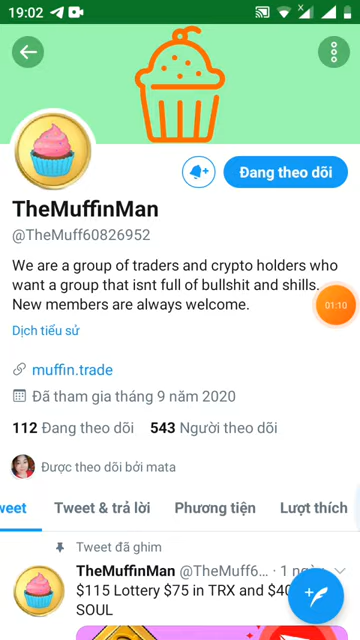 19:02
TheMuffinMan
Đang theo dõi
@TheMuff60826952
We are a group of traders and crypto holders who
want a group that isnt full of bullshit and shills.
New members are always welcome.
01:10
Dịch tiểu sử
muffin.trade
Đã tham gia tháng 9 năm 2020
112 Đang theo dõi 543 Người theo dõi
Được theo dõi bởi mata
weet Tweet & trả lời Phương tiện Lượt thích
Tweet đã ghim
TheMuffinMan @TheMuff6... · 1 ngày
$115 Lottery $75 in TRX and $40
SOUL